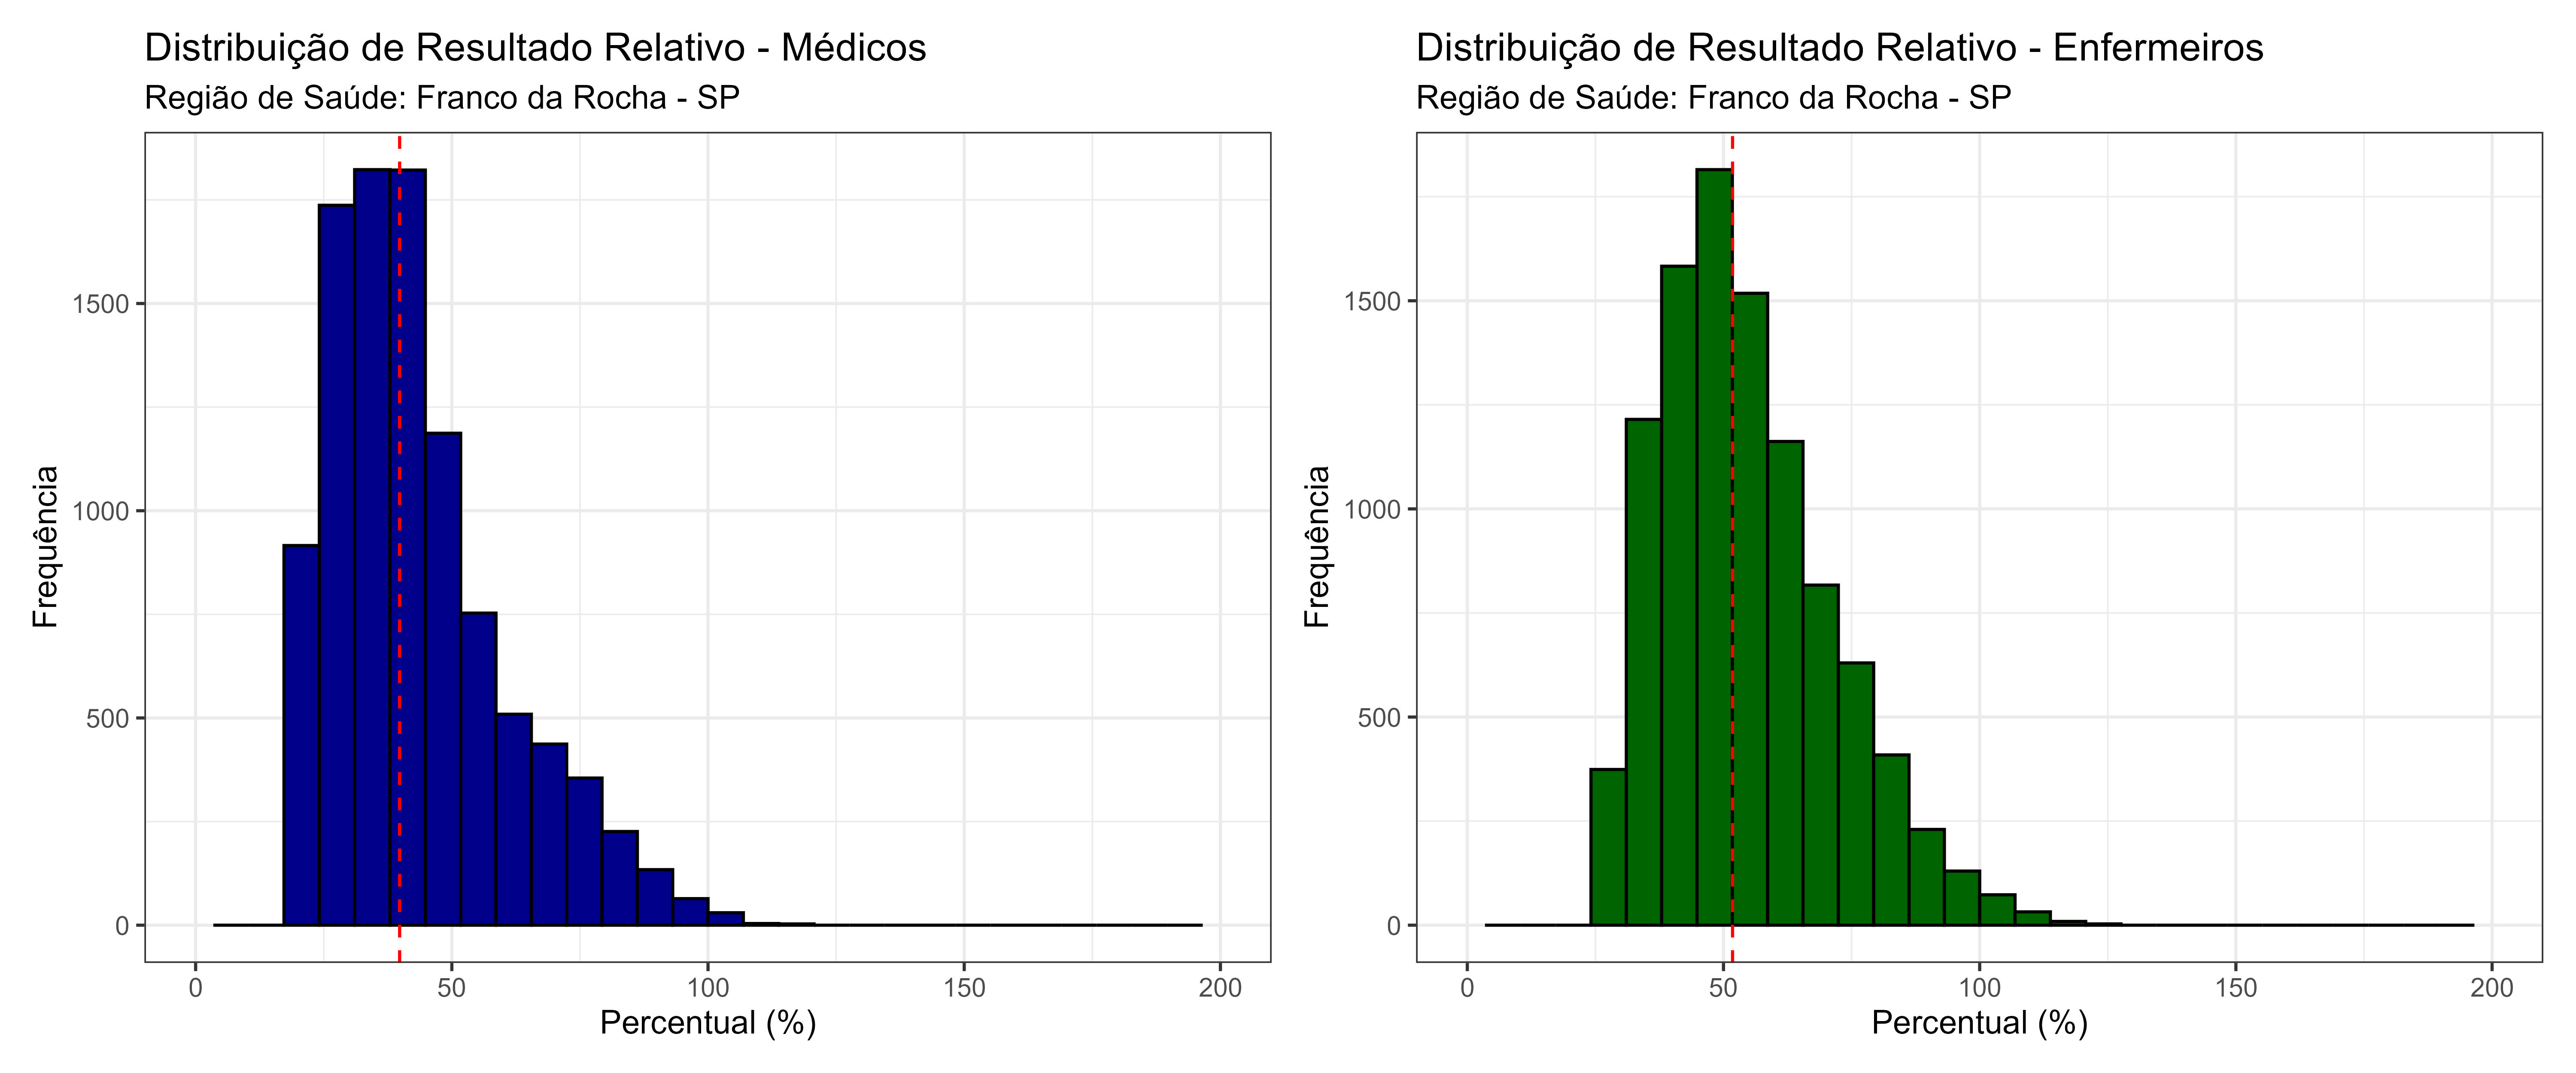 Distribuição de Resultado Relativo - Médicos
Região de Saúde: Franco da Rocha - SP
Frequência
1500
1000
500
0
0 50 100 150 200
Percentual (%)
Distribuição de Resultado Relativo - Enfermeiros
Região de Saúde: Franco da Rocha - SP
Frequência
1500
1000
500
0
0 50 100 150 200
Percentual (%)